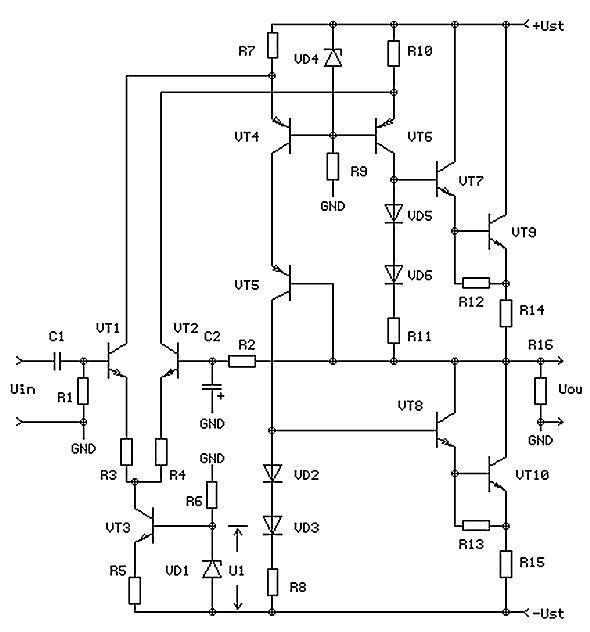 +Ust
R7
VD4
R10
VT4
VT6
R9
VT7
GND
VD5
VT9
VT5
VD6
R12
R14
VT1
VT2
C1
C2
R2
R11
R16
Uin
R1
Uou
VT8
GND
GND
GND
R3
R4
GND
VD2
VT10
R6
VT3
VD3
R13
R5
VD1
U1
R8
R15
-Ust